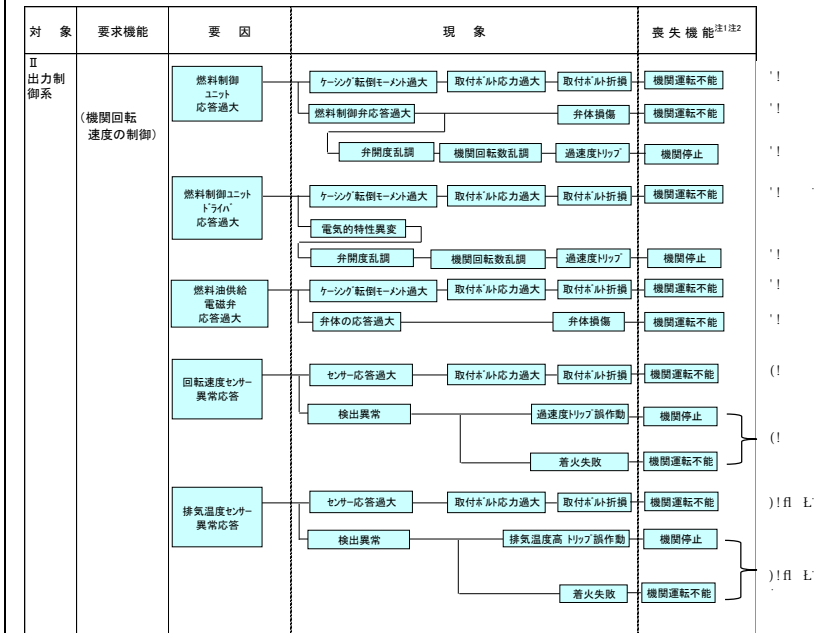 対　象　要求機能　要　因　現　象　喪失機能注1注2
Ⅱ
出力制
御系
（機関回転
速度の制御）
燃料制御
ユニット
応答過大
ケーシング転倒モーメント過大　取付ボルト応力過大　取付ボルト折損　機関運転不能
燃料制御弁応答過大　弁体損傷　機関運転不能
弁開度乱調　機関回転数乱調　過速度トリップ　機関停止
燃料制御ユニット
ドライバ
応答過大
ケーシング転倒モーメント過大　取付ボルト応力過大　取付ボルト折損　機関運転不能
電気的特性異変
弁開度乱調　機関回転数乱調　過速度トリップ　機関停止
燃料油供給
電磁弁
応答過大
ケーシング転倒モーメント過大　取付ボルト応力過大　取付ボルト折損　機関運転不能
弁体の応答過大　弁体損傷　機関運転不能
回転速度センサー
異常応答
センサー応答過大　取付ボルト応力過大　取付ボルト折損　機関運転不能
検出異常　過速度トリップ誤作動　機関停止
着火失敗　機関運転不能
排気温度センサー
異常応答
センサー応答過大　取付ボルト応力過大　取付ボルト折損　機関運転不能
検出異常　排気温度高 トリップ誤作動　機関停止
着火失敗　機関運転不能